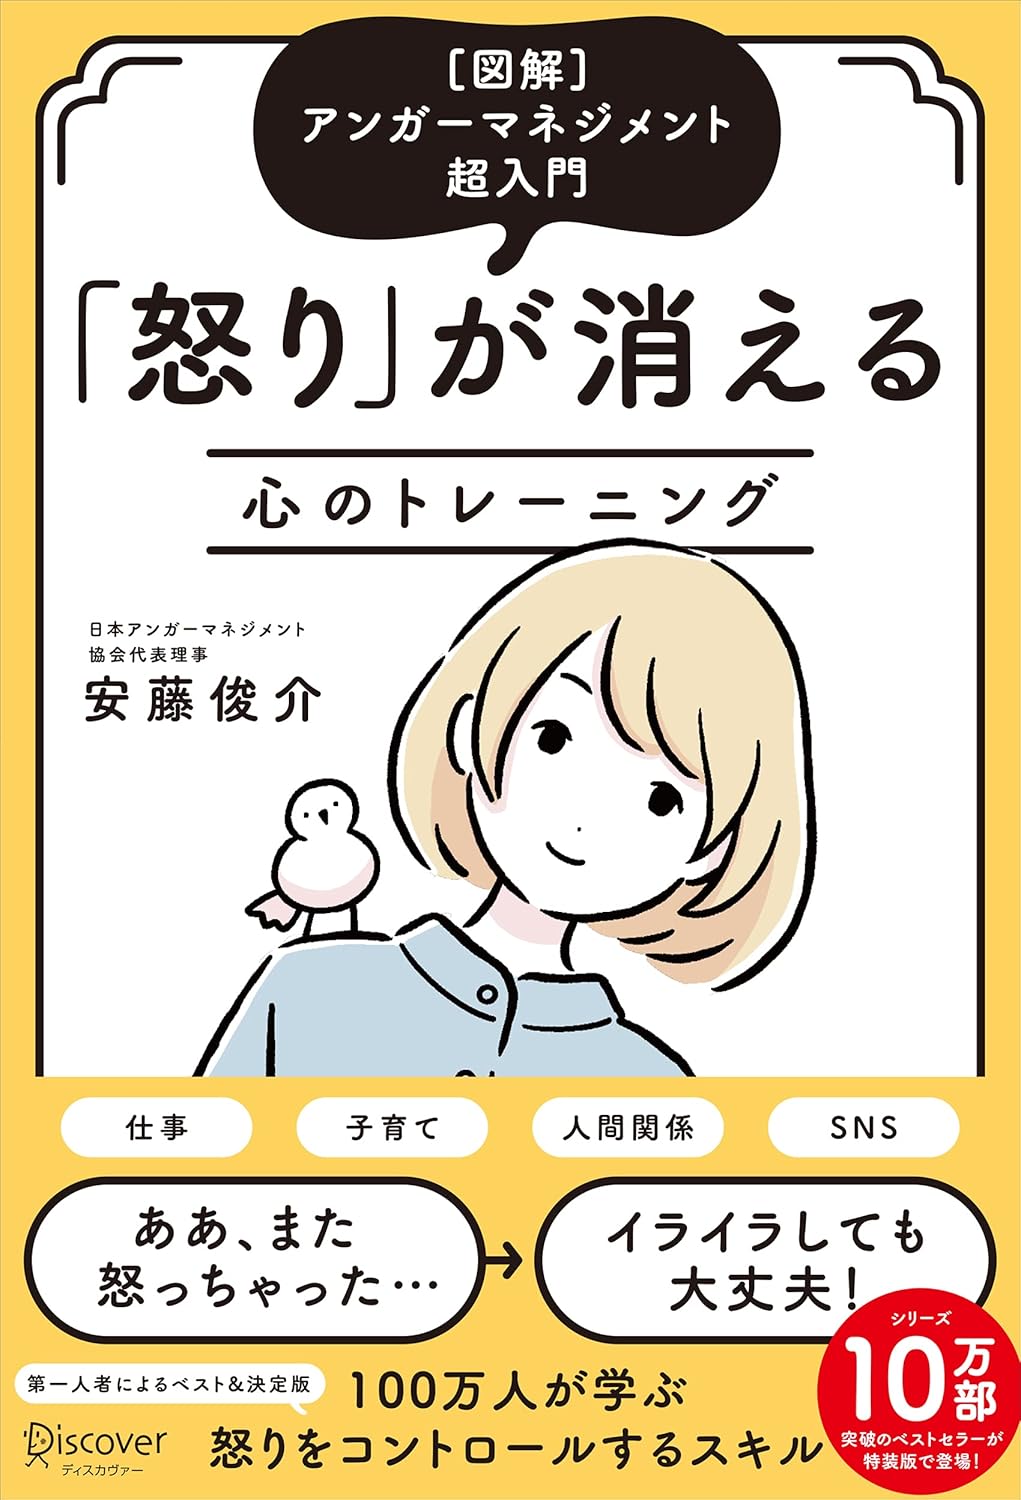 ［図解］
アンガーマネジメント
超入門
「怒り」が消える
心のトレーニング
日本アンガーマネジメント
協会代表理事
安藤俊介
仕事
子育て
人間関係
SNS
ああ、また
怒っちゃった…
イライラしても
大丈夫！
第一人者によるベスト＆決定版
100万人が学ぶ
怒りをコントロールするスキル
シリーズ
10万部
突破のベストセラーが
特装版で登場！
Discover
ディスカヴァー